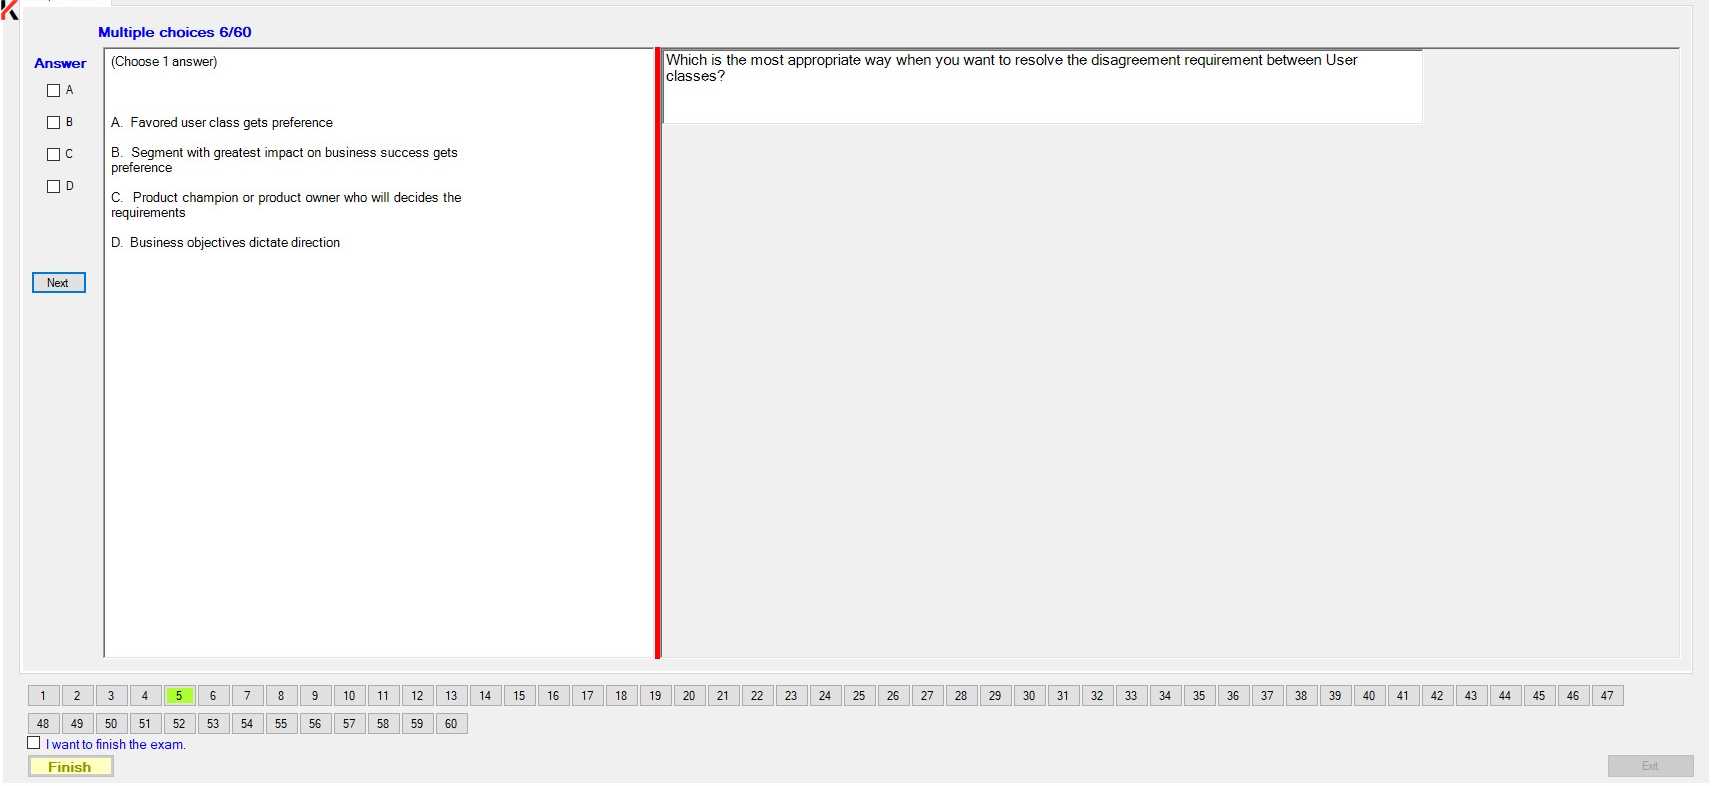 Multiple choices 6/60
Answer
A
B
C
D
Next
(Choose 1 answer)
A. Favored user class gets preference
B. Segment with greatest impact on business success gets
preference
C. Product champion or product owner who will decides the
requirements
D. Business objectives dictate direction
Which is the most appropriate way when you want to resolve the disagreement requirement between User
classes?
1 2 3 4 5 6 7 8 9 10 11 12 13 14 15 16 17 18 19 20 21 22 23 24 25 26 27 28 29 30 31 32 33 34 35 36 37 38 39 40 41 42 43 44 45 46 47
48 49 50 51 52 53 54 55 56 57 58 59 60
I want to finish the exam.
Finish
Exit